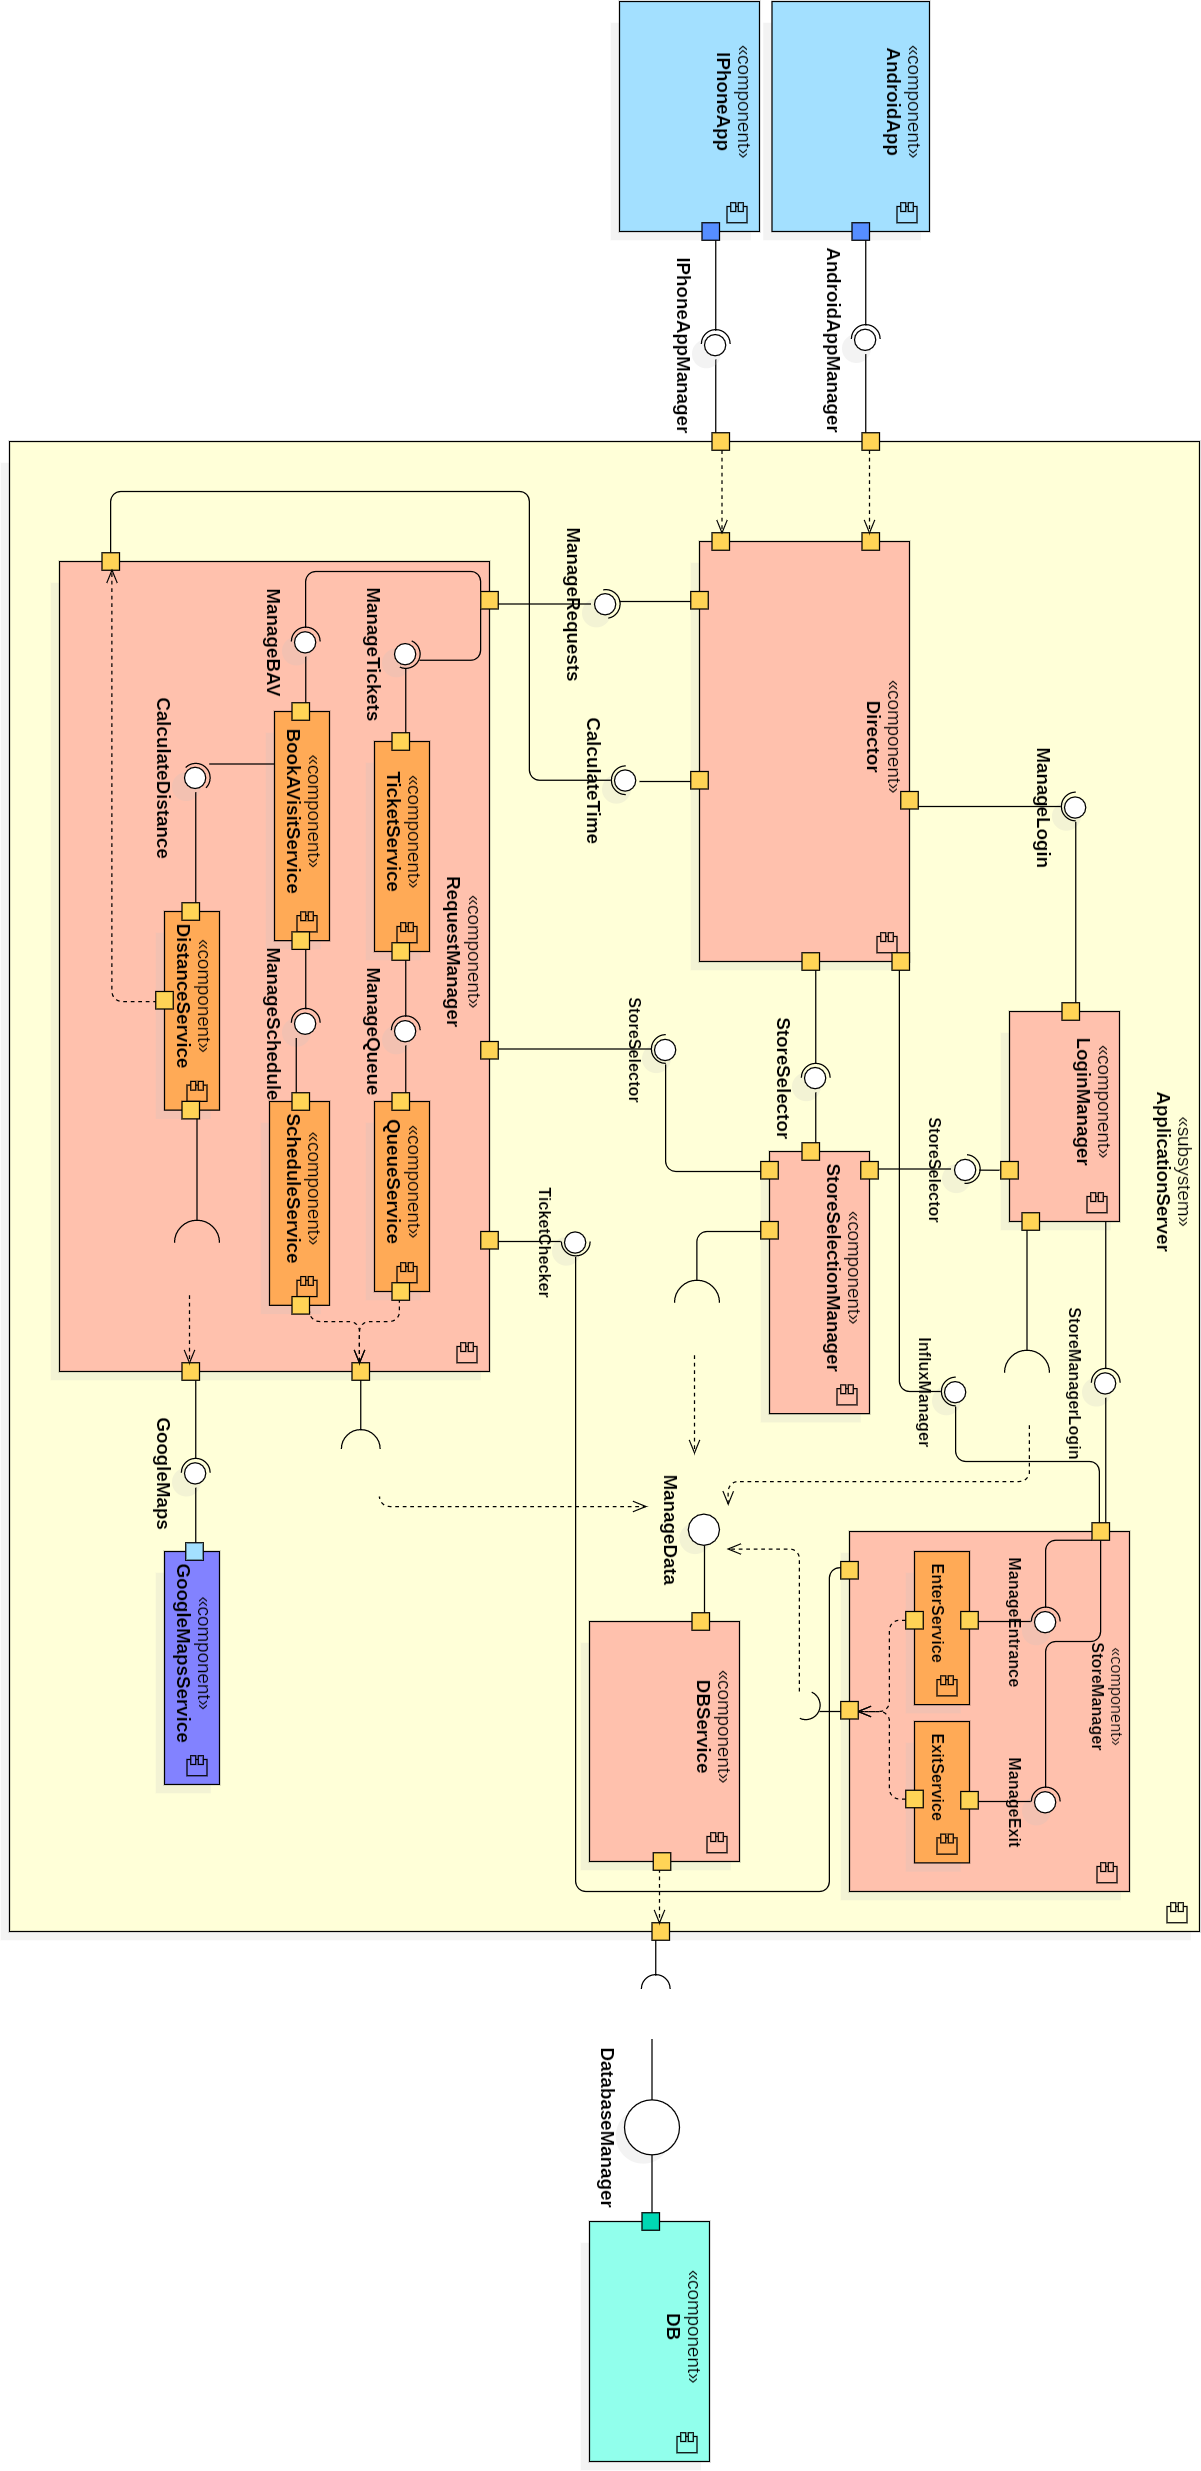 «component»
AndroidApp
«component»
IPhoneApp
AndroidAppManager
IPhoneAppManager
«subsystem»
ApplicationServer
«component»
Director
ManageLogin
ManageRequests
CalculateTime
«component»
LoginManager
StoreSelector
StoreManagerLogin
InfluxManager
StoreSelector
StoreSelector
TicketChecker
«component»
StoreSelectionManager
«component»
RequestManager
ManageTickets
«component»
TicketService
ManageQueue
«component»
QueueService
ManageBAV
«component»
BookAVisitService
ManageSchedule
«component»
ScheduleService
CalculateDistance
«component»
DistanceService
GoogleMaps
«component»
GoogleMapsService
«component»
StoreManager
ManageEntrance
EnterService
ManageExit
ExitService
ManageData
«component»
DBService
DatabaseManager
«component»
DB